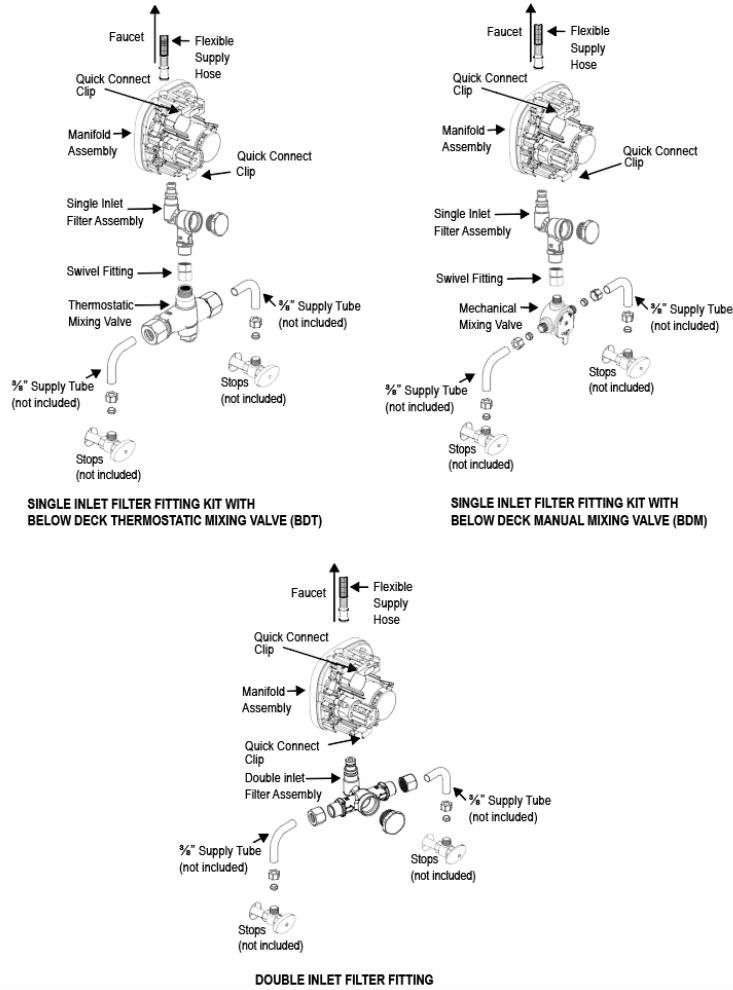 Faucet
Flexible
Supply
Hose
Quick Connect
Clip
Manifold
Assembly
Quick Connect
Clip
Single Inlet
Filter Assembly
Swivel Fitting
Thermostatic
Mixing Valve
⅜” Supply Tube
(not included)
⅜” Supply Tube
(not included)
Stops
(not included)
Stops
(not included)
SINGLE INLET FILTER FITTING KIT WITH
BELOW DECK THERMOSTATIC MIXING VALVE (BDT)
Faucet
Flexible
Supply
Hose
Quick Connect
Clip
Manifold
Assembly
Quick Connect
Clip
Single Inlet
Filter Assembly
Swivel Fitting
Mechanical
Mixing Valve
⅜” Supply Tube
(not included)
⅜” Supply Tube
(not included)
Stops
(not included)
Stops
(not included)
SINGLE INLET FILTER FITTING KIT WITH
BELOW DECK MANUAL MIXING VALVE (BDM)
Faucet
Flexible
Supply
Hose
Quick Connect
Clip
Manifold
Assembly
Quick Connect
Clip
Double inlet
Filter Assembly
⅜” Supply Tube
(not included)
⅜” Supply Tube
(not included)
Stops
(not included)
Stops
(not included)
DOUBLE INLET FILTER FITTING